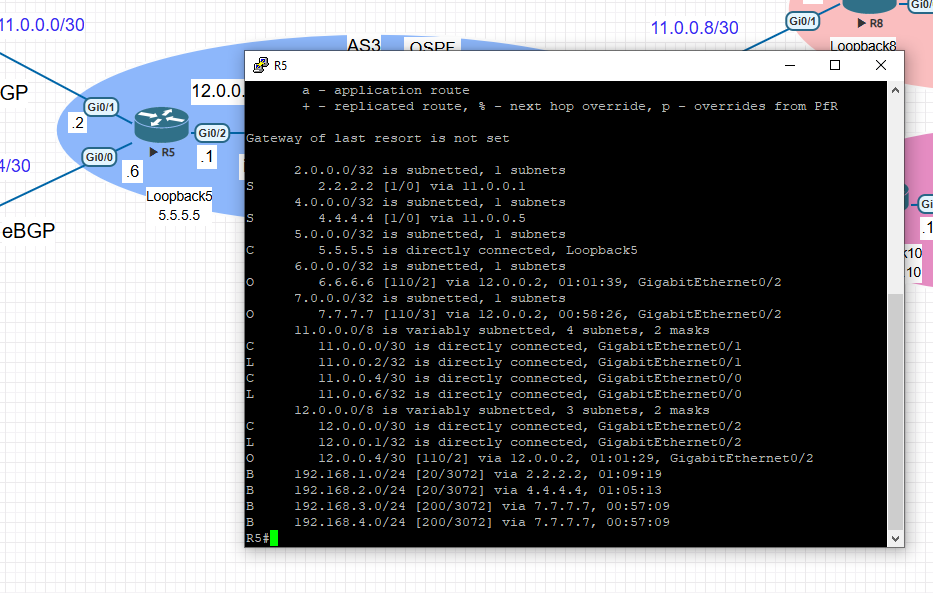 11.0.0.0/30
AS3
OSPF
11.0.0.8/30
Gi0/1
R8
Loopback8
GP
Gi0/1
.2
12.0.0.
R5
Gi0/2
.1
Gi0/0
.6
4/30
Loopback5
5.5.5.5
eBGP
R5
a - application route
+ - replicated route, % - next hop override, p - overrides from PfR
Gateway of last resort is not set
2.0.0.0/32 is subnetted, 1 subnets
S        2.2.2.2 [1/0] via 11.0.0.1
4.0.0.0/32 is subnetted, 1 subnets
S        4.4.4.4 [1/0] via 11.0.0.5
5.0.0.0/32 is subnetted, 1 subnets
C        5.5.5.5 is directly connected, Loopback5
6.0.0.0/32 is subnetted, 1 subnets
O        6.6.6.6 [110/2] via 12.0.0.2, 01:01:39, GigabitEthernet0/2
7.0.0.0/32 is subnetted, 1 subnets
O        7.7.7.7 [110/3] via 12.0.0.2, 00:58:26, GigabitEthernet0/2
11.0.0.0/8 is variably subnetted, 4 subnets, 2 masks
C        11.0.0.0/30 is directly connected, GigabitEthernet0/1
L        11.0.0.2/32 is directly connected, GigabitEthernet0/1
C        11.0.0.4/30 is directly connected, GigabitEthernet0/0
L        11.0.0.6/32 is directly connected, GigabitEthernet0/0
12.0.0.0/8 is variably subnetted, 3 subnets, 2 masks
C        12.0.0.0/30 is directly connected, GigabitEthernet0/2
L        12.0.0.1/32 is directly connected, GigabitEthernet0/2
O        12.0.0.4/30 [110/2] via 12.0.0.2, 01:01:29, GigabitEthernet0/2
B     192.168.1.0/24 [20/3072] via 2.2.2.2, 01:09:19
B     192.168.2.0/24 [20/3072] via 4.4.4.4, 01:05:13
B     192.168.3.0/24 [200/3072] via 7.7.7.7, 00:57:09
B     192.168.4.0/24 [200/3072] via 7.7.7.7, 00:57:09
R5#
Gi0/
Gi
.1
k10
10